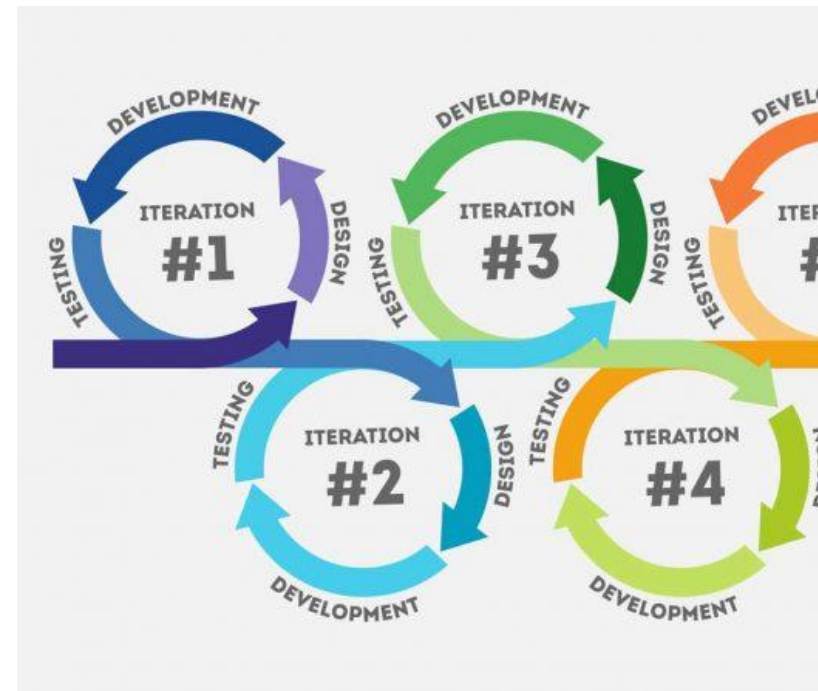 DEVELOPMENT
ITERATION
#1
DESIGN
TESTING
TESTING
ITERATION
#2
DESIGN
DEVELOPMENT
DEVELOPMENT
ITERATION
#3
DESIGN
TESTING
TESTING
ITERATION
#4
DEVELOPMENT
TESTING